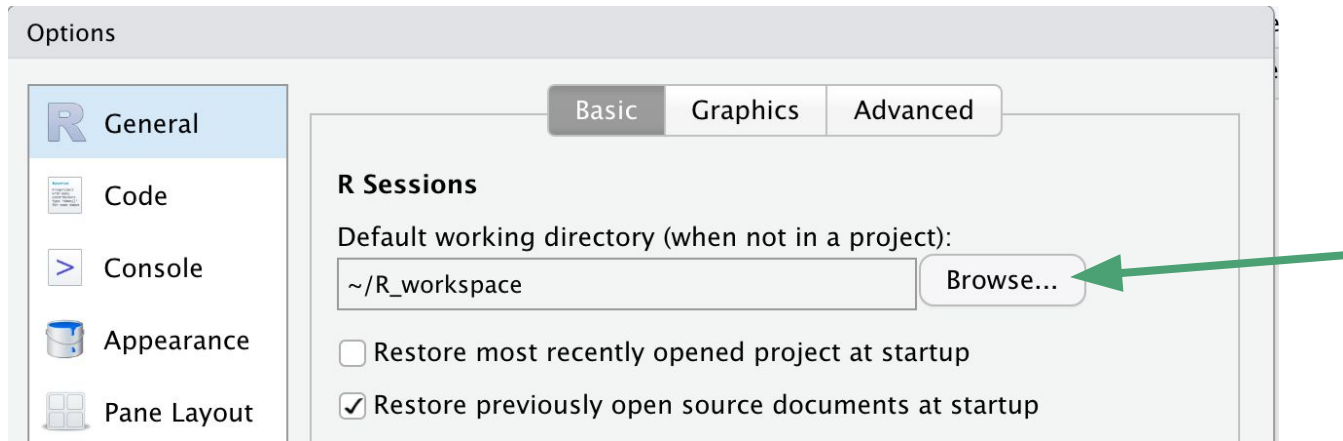 Options
General
Code
Console
Appearance
Pane Layout
Basic Graphics Advanced
R Sessions
Default working directory (when not in a project):
~/R_workspace Browse...
Restore most recently opened project at startup
Restore previously open source documents at startup